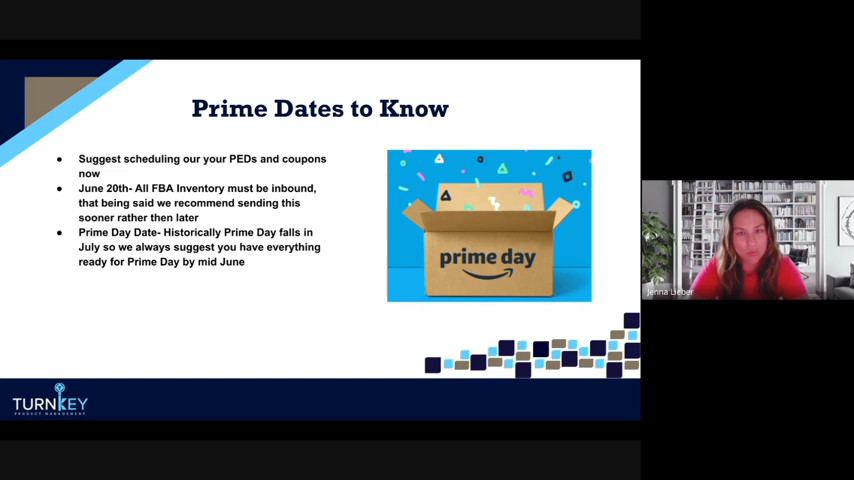 Prime Dates to Know
● Suggest scheduling our your PEDs and coupons
now
● June 20th- All FBA Inventory must be inbound,
that being said we recommend sending this
sooner rather then later
● Prime Day Date- Historically Prime Day falls in
July so we always suggest you have everything
ready for Prime Day by mid June
prime day
Jenna Lieber
TURNKEY
PRODUCT MANAGEMENT